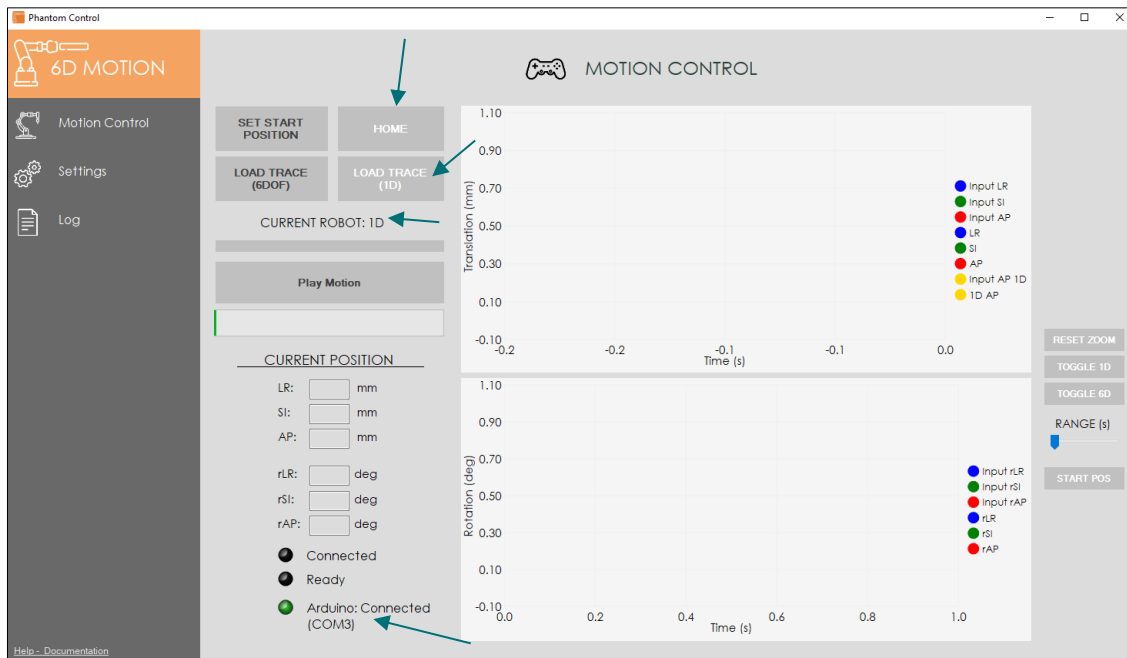 Phantom Control
6D MOTION
Motion Control
Settings
Log
Help - Documentation
MOTION CONTROL
SET START
POSITION
HOME
LOAD TRACE
(6DOF)
LOAD TRACE
(1D)
CURRENT ROBOT: 1D
Play Motion
CURRENT POSITION
LR: mm
SI: mm
AP: mm
rLR: deg
rSI: deg
rAP: deg
Connected
Ready
Arduino: Connected
(COM3)
Translation (mm)
1.10
0.90
0.70
0.50
0.30
0.10
-0.10
-0.2 -0.2 -0.1 -0.1 0.0
Time (s)
Input LR
Input SI
Input AP
LR
SI
AP
Input AP 1D
1D AP
Rotation (deg)
1.10
0.90
0.70
0.50
0.30
0.10
-0.10
0.0 0.2 0.4 0.6 0.8 1.0
Time (s)
Input rLR
Input rSI
Input rAP
rLR
rSI
rAP
RESET ZOOM
TOGGLE 1D
TOGGLE 6D
RANGE (s)
START POS